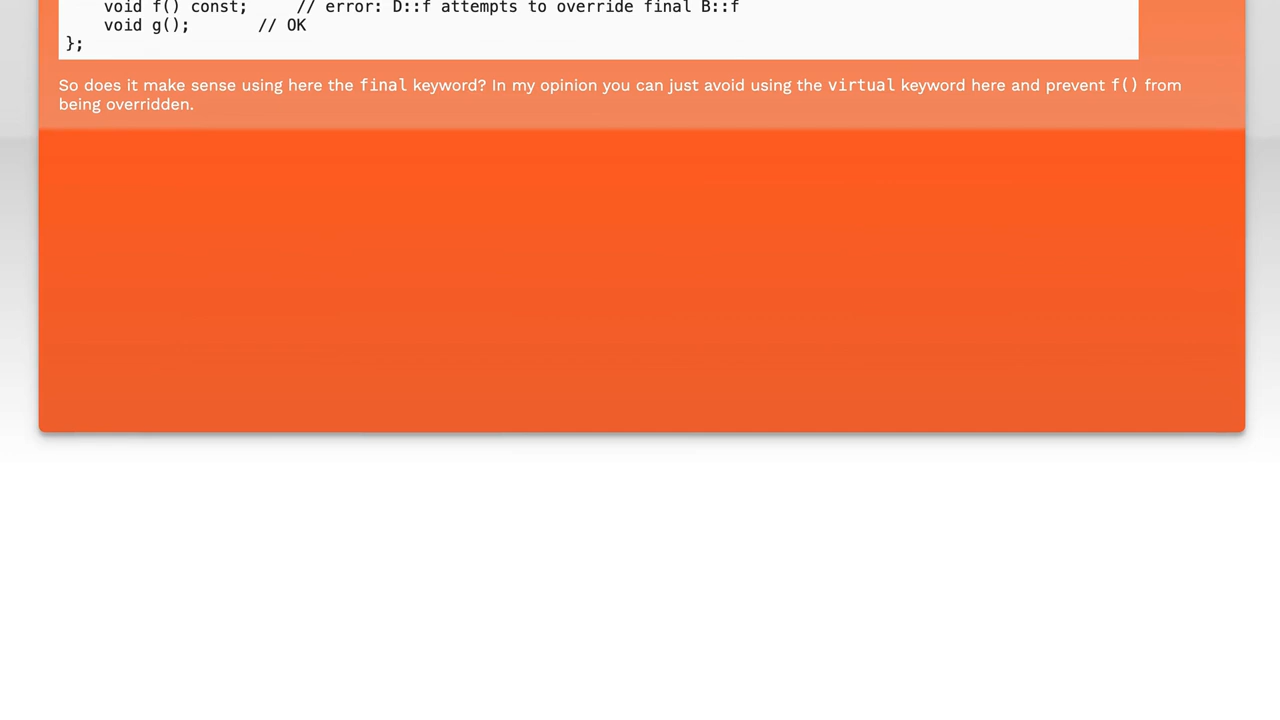 void f() const;     // error: D::f attempts to override final B::f
void g();       // OK
};
So does it make sense using here the final keyword? In my opinion you can just avoid using the virtual keyword here and prevent f() from
being overridden.